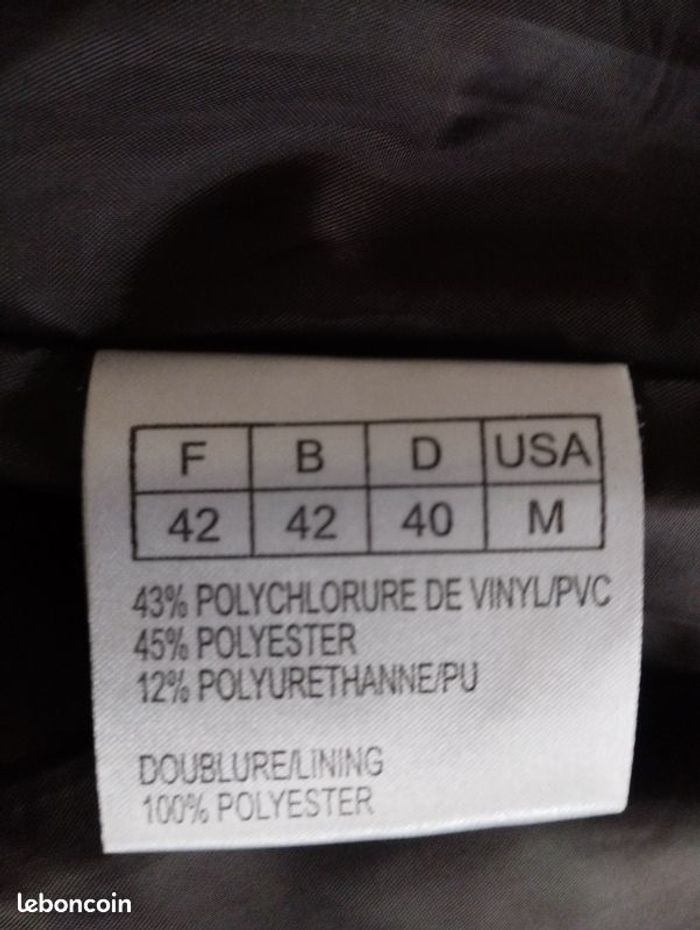 F B D USA
42 42 40 M
43% POLYCHLORURE DE VINYL/PVC
45% POLYESTER
12% POLYURETHANNE/PU
DOUBLURE/LINING
100% POLYESTER
leboncoin